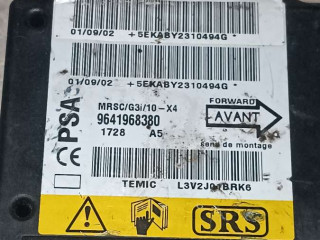 01/09/02 +5EKABY2310494G*
01/09/02 +5EKABY2310494G*
PSA
MRSC/G3i/10-X4
9641968380
1728 A5
FORWARD
AVANT
sens de montage
CE
TEMIC
SRS